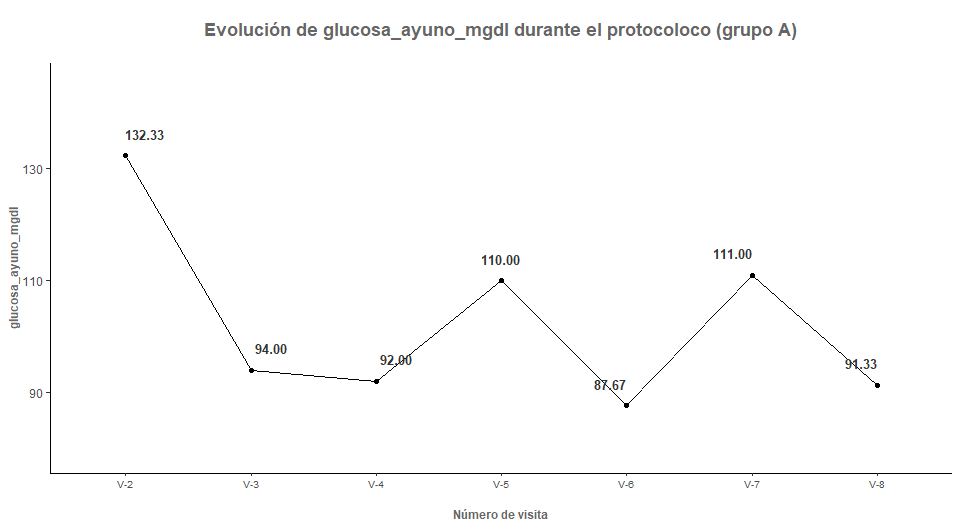 Evolución de glucosa_ayuno_mgdl durante el protocoloco (grupo A)
132.33
130
111.00
110.00
110
94.00
92.00
91.33
87.67
90
glucosa_ayuno_mgdl
V-2 V-3 V-4 V-5 V-6 V-7 V-8
Número de visita